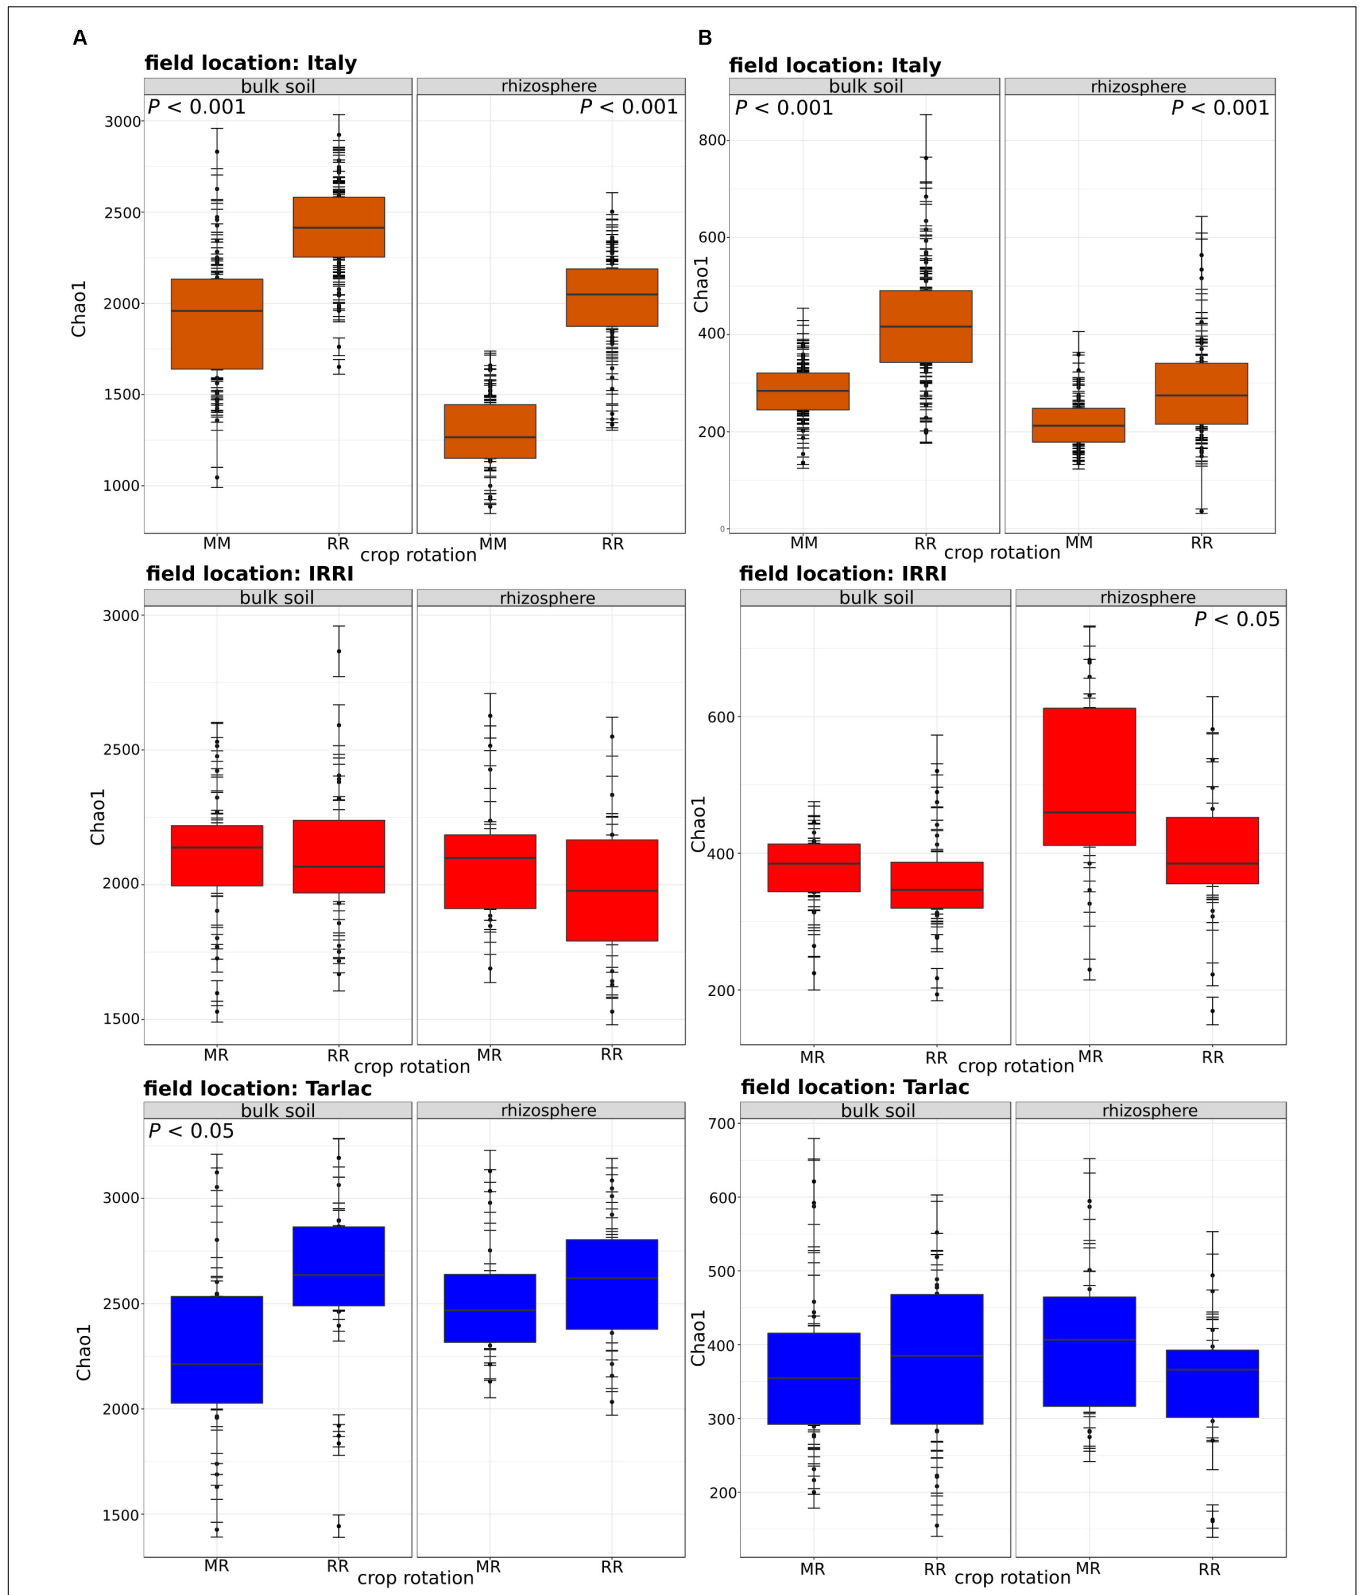 A
B
field location: Italy
bulk soil
rhizosphere
P < 0.001
P < 0.001
3000
2500
2000
1500
1000
Chao1
MM
RR
MM
RR
crop rotation
field location: Italy
bulk soil
rhizosphere
P < 0.001
P < 0.001
800
600
400
200
0
Chao1
MM
RR
MM
RR
crop rotation
field location: IRRI
bulk soil
rhizosphere
3000
2500
2000
1500
Chao1
MR
RR
MR
RR
crop rotation
field location: IRRI
bulk soil
rhizosphere
P < 0.05
600
400
200
Chao1
MR
RR
MR
RR
crop rotation
field location: Tarlac
bulk soil
rhizosphere
P < 0.05
3000
2500
2000
1500
Chao1
MR
RR
MR
RR
crop rotation
field location: Tarlac
bulk soil
rhizosphere
700
600
500
400
300
200
Chao1
MR
RR
MR
RR
crop rotation